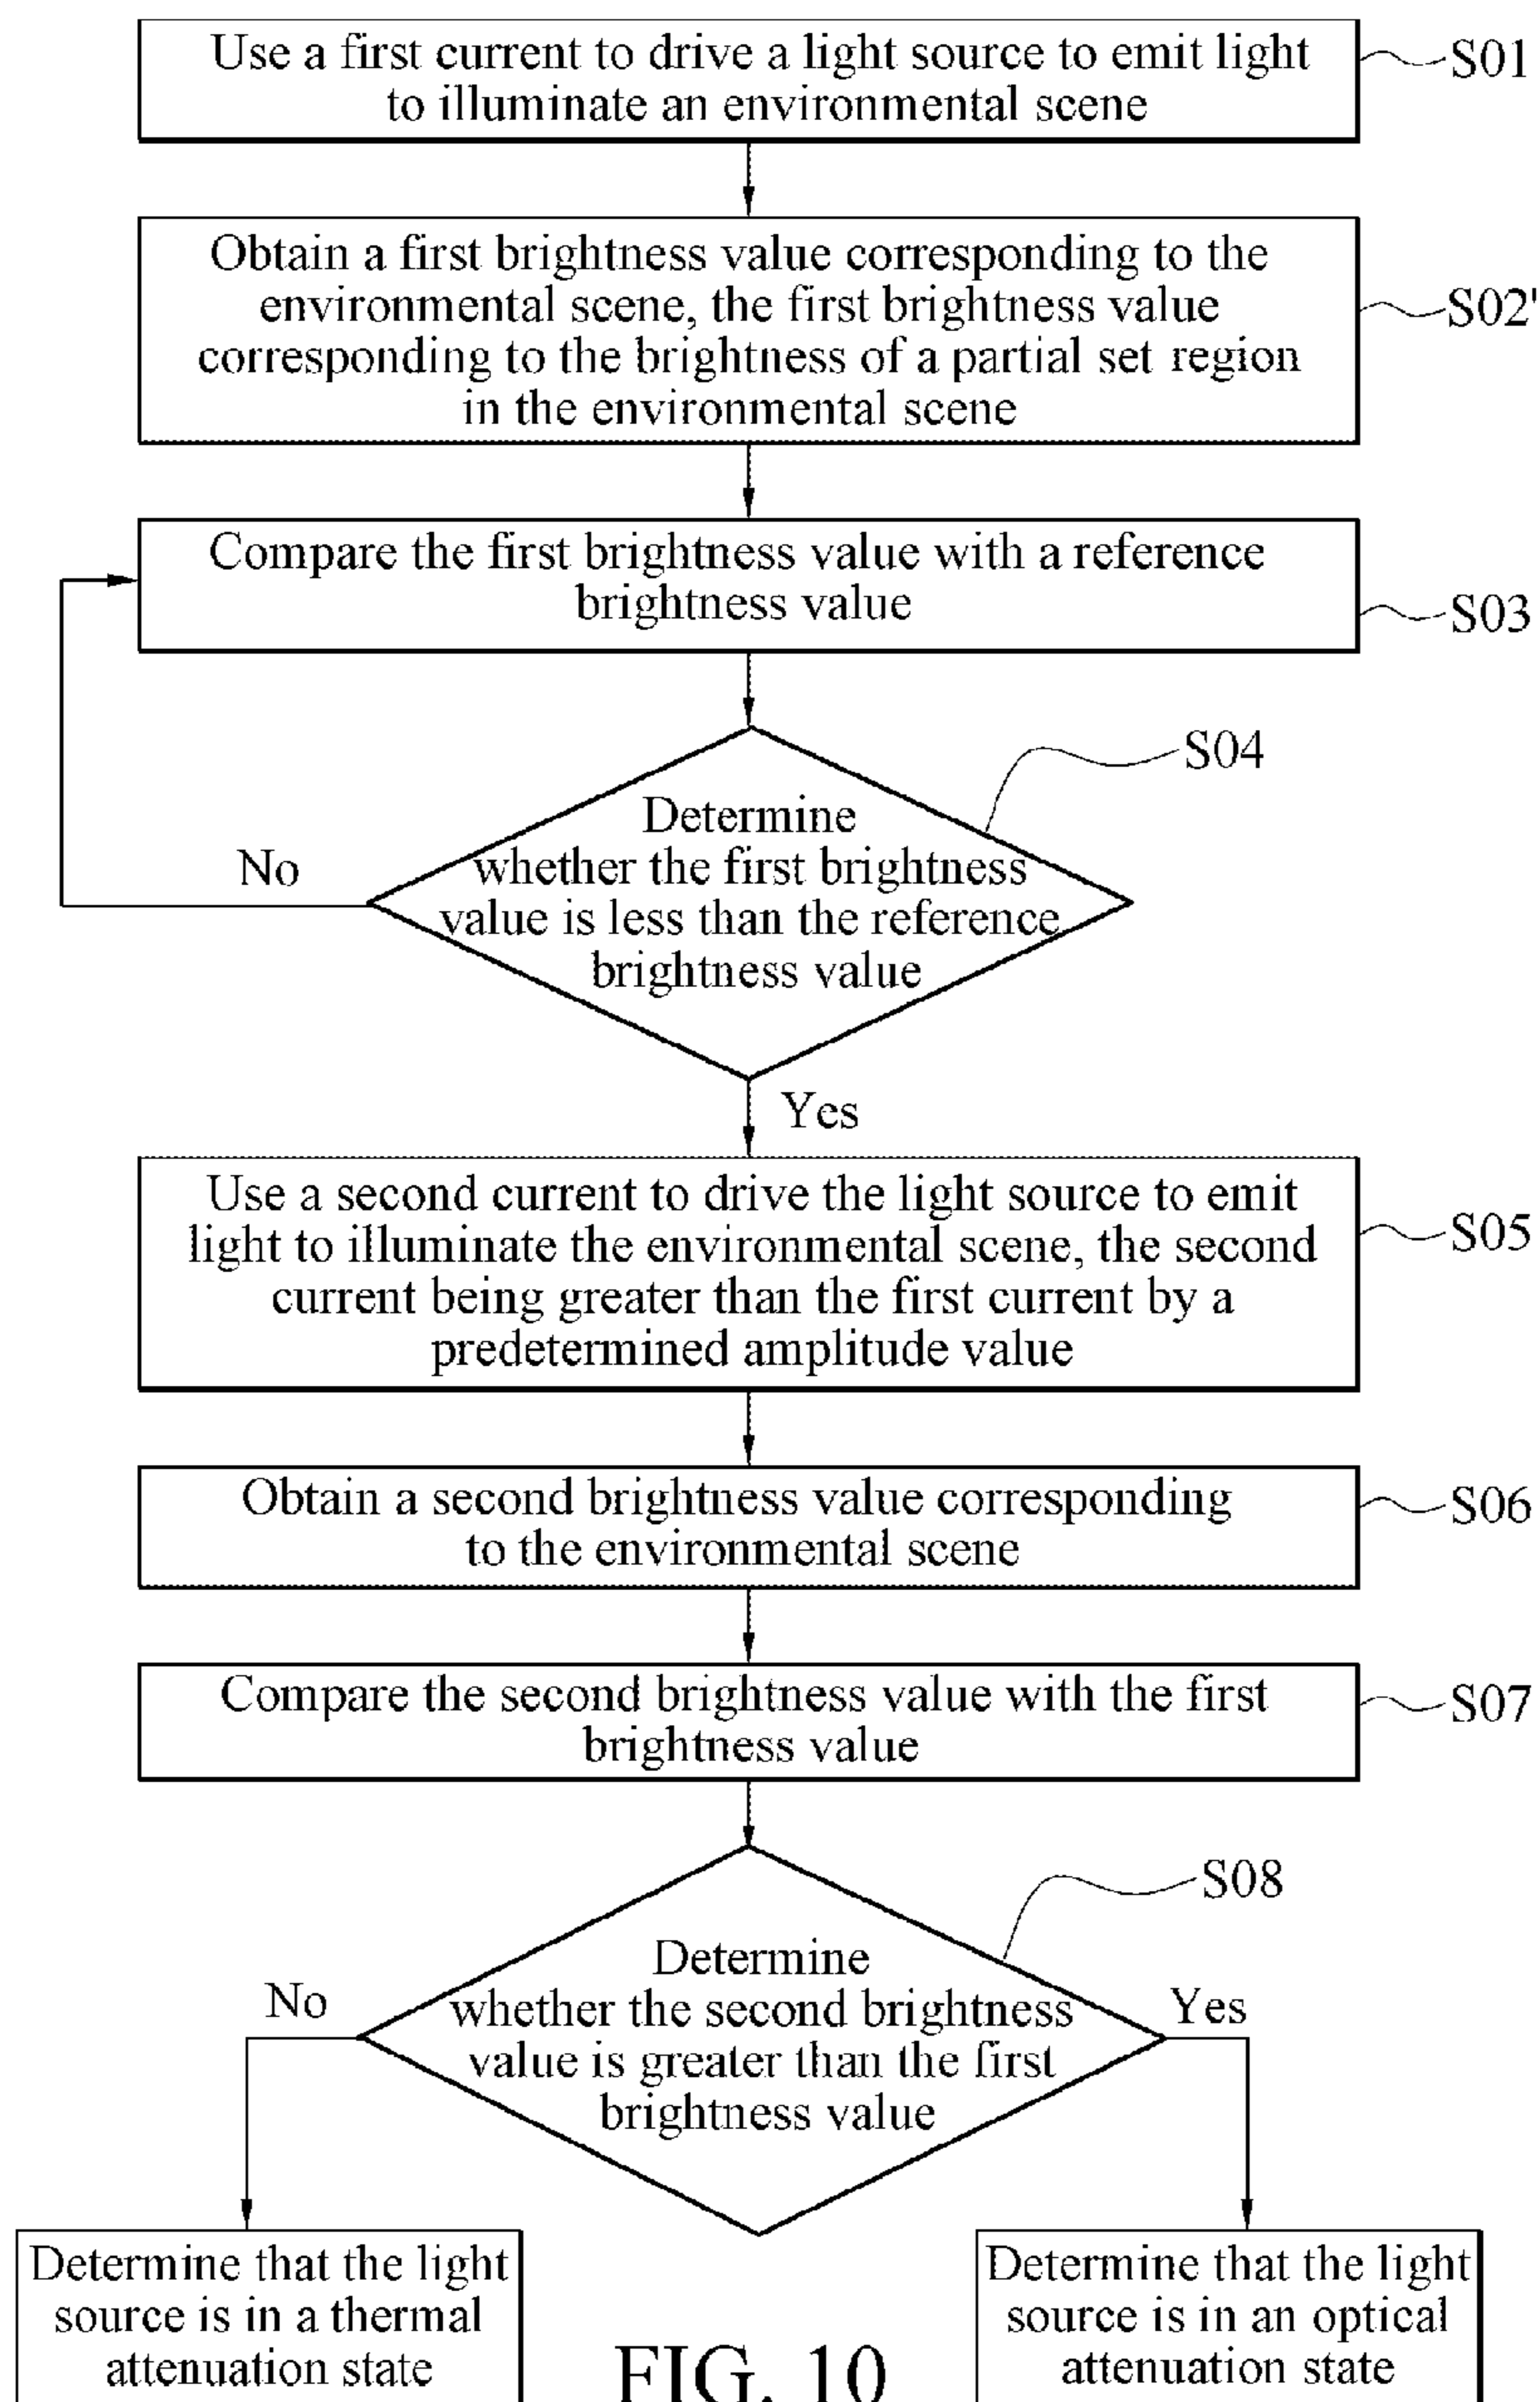 Use a first current to drive a light source to emit light
to illuminate an environmental scene
S01
Obtain a first brightness value corresponding to the
environmental scene, the first brightness value
corresponding to the brightness of a partial set region
in the environmental scene
S02'
Compare the first brightness value with a reference
brightness value
S03
S04
Determine
whether the first brightness
value is less than the reference
brightness value
No
Yes
Use a second current to drive the light source to emit
light to illuminate the environmental scene, the second
current being greater than the first current by a
predetermined amplitude value
S05
Obtain a second brightness value corresponding
to the environmental scene
S06
Compare the second brightness value with the first
brightness value
S07
S08
Determine
whether the second brightness
value is greater than the first
brightness value
No
Yes
Determine that the light
source is in a thermal
attenuation state
Determine that the light
source is in an optical
attenuation state
FIG. 10